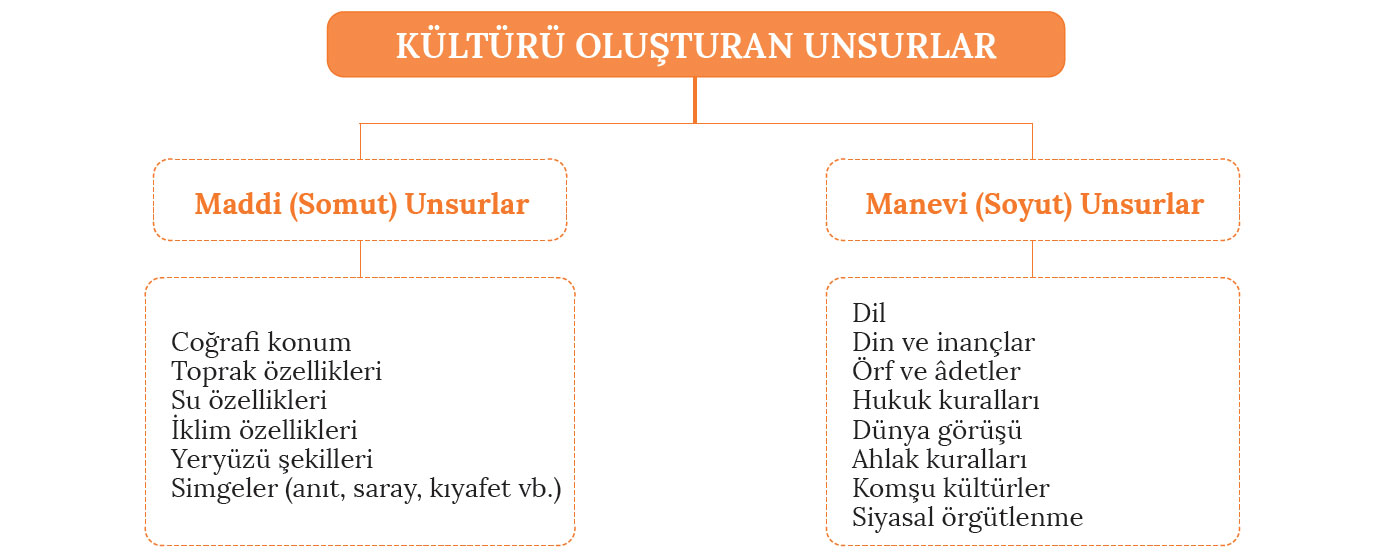 KÜLTÜRÜ OLUŞTURAN UNSURLAR
Maddi (Somut) Unsurlar
Coğrafi konum
Toprak özellikleri
Su özellikleri
İklim özellikleri
Yeryüzü şekilleri
Simgeler (anıt, saray, kıyafet vb.)
Manevi (Soyut) Unsurlar
Dil
Din ve inançlar
Örf ve âdetler
Hukuk kuralları
Dünya görüşü
Ahlak kuralları
Komşu kültürler
Siyasal örgütlenme